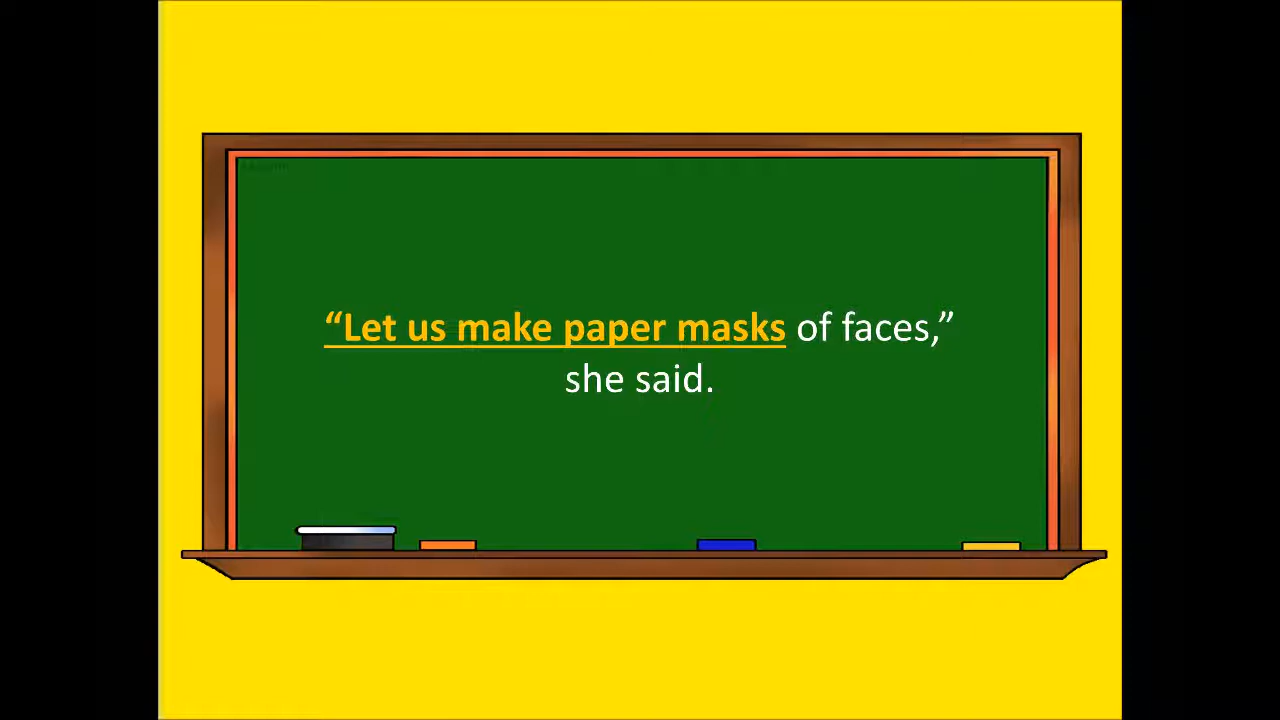 “Let us make paper masks of faces,”
she said.